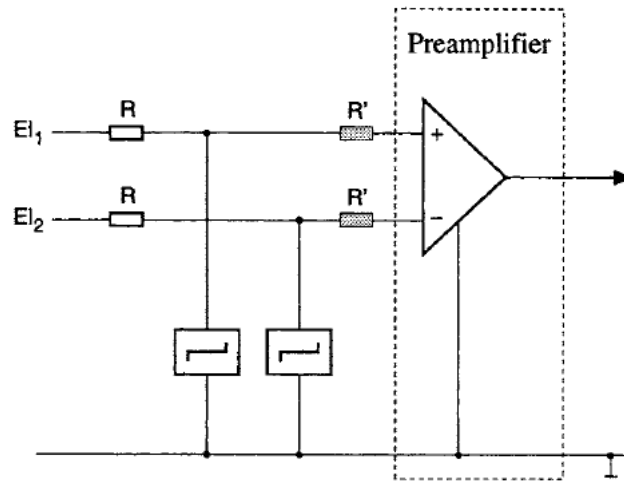 Preamplifier
R R'
El₁ +
R R'
El₂ −